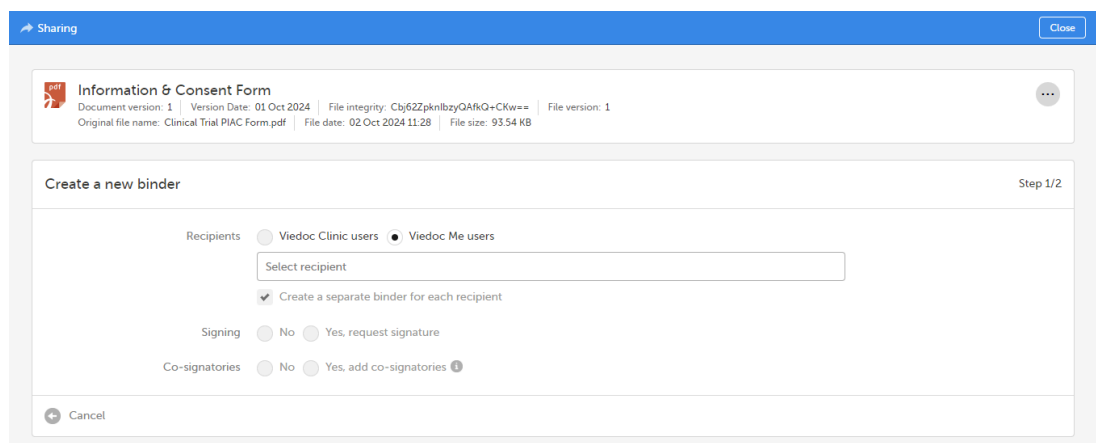 Sharing Close
pdf
Information & Consent Form
Document version: 1 Version Date: 01 Oct 2024 File integrity: Cbj62ZpknIbzyQAfkQ+CKw== File version: 1
Original file name: Clinical Trial PIAC Form.pdf File date: 02 Oct 2024 11:28 File size: 93.54 KB
Create a new binder Step 1/2
Recipients Viedoc Clinic users Viedoc Me users
Select recipient
Create a separate binder for each recipient
Signing No Yes, request signature
Co-signatories No Yes, add co-signatories i
Cancel